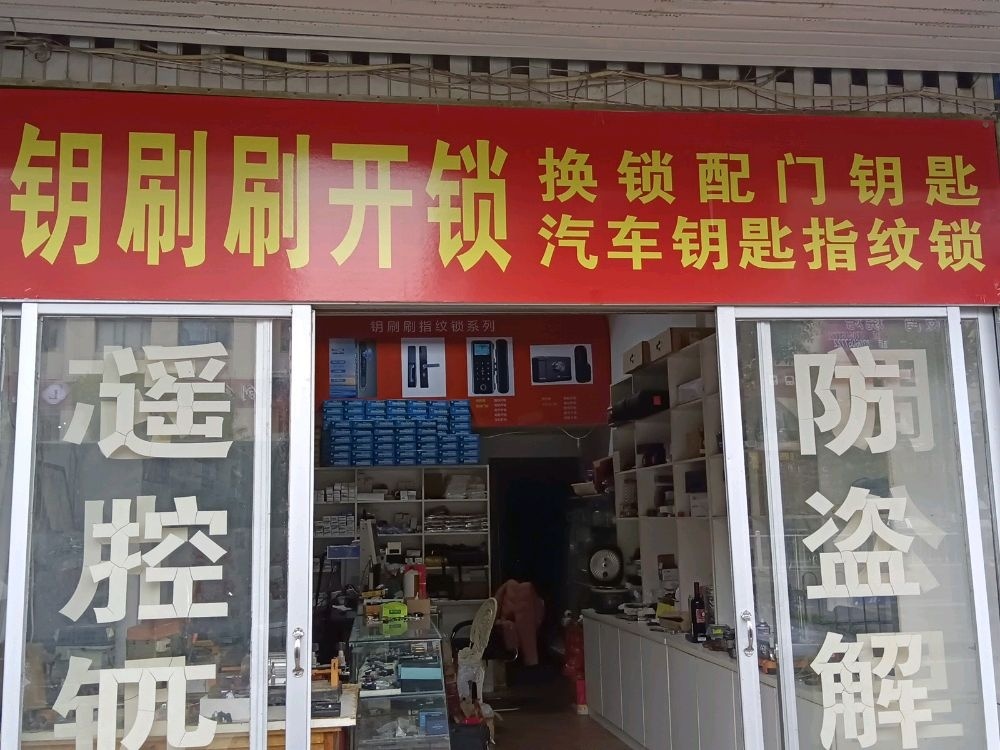 钥刷刷开锁
换锁配门钥匙
汽车钥匙指纹锁
钥刷刷指纹锁系列
遥控
防盗解